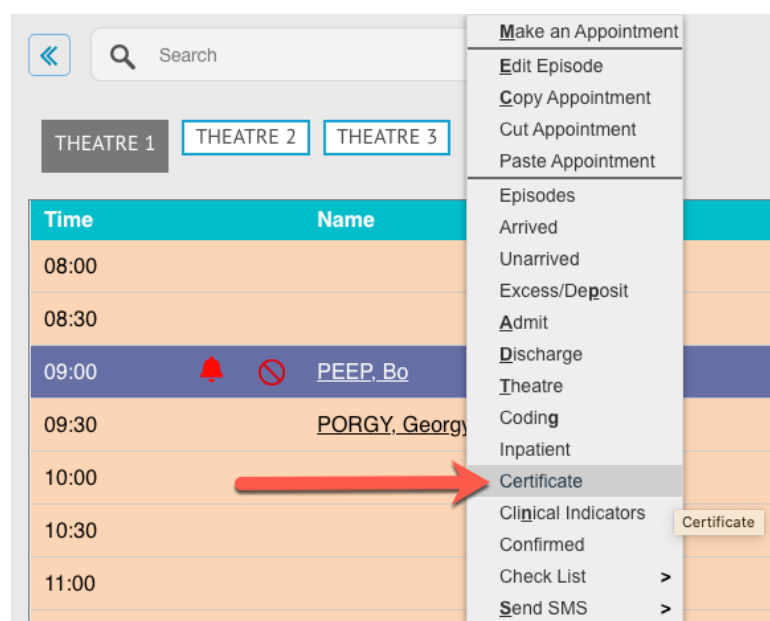 Search
THEATRE 1
THEATRE 2
THEATRE 3
Time
Name
08:00
08:30
09:00
PEEP, Bo
09:30
PORGY, Georgy
10:00
10:30
11:00
Make an Appointment
Edit Episode
Copy Appointment
Cut Appointment
Paste Appointment
Episodes
Arrived
Unarrived
Excess/Deposit
Admit
Discharge
Theatre
Coding
Inpatient
Certificate
Clinical Indicators
Confirmed
Check List >
Send SMS >
Certificate